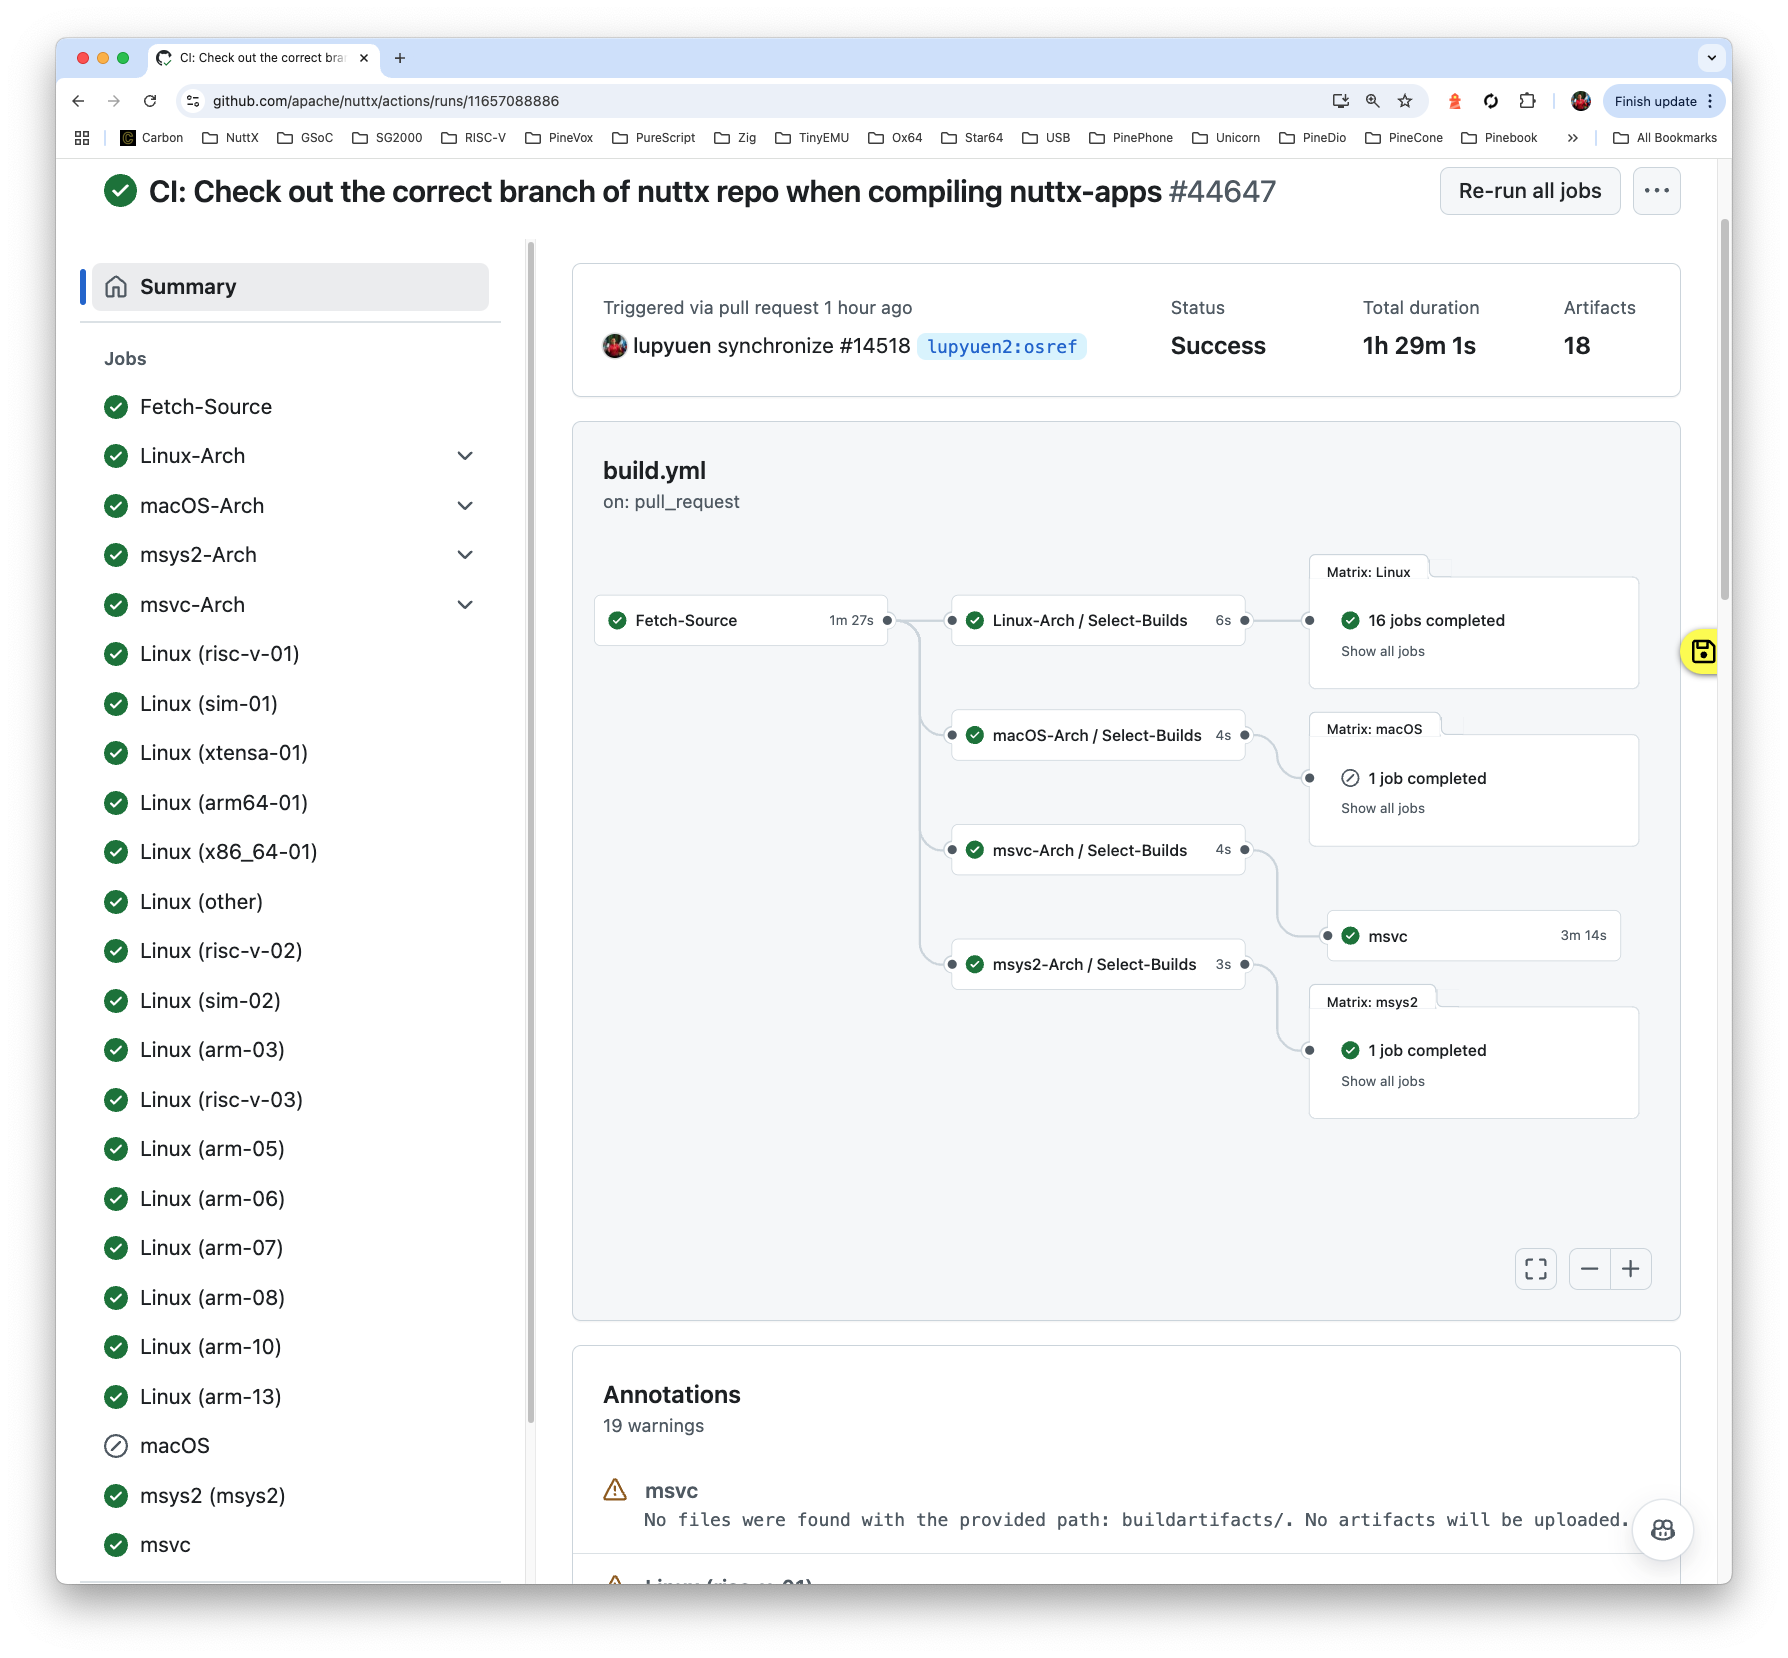 CI: Check out the correct bra
github.com/apache/nuttx/actions/runs/11657088886
Finish update
Carbon NuttX GSoC SG2000 RISC-V PineVox PureScript Zig TinyEMU Ox64 Star64 USB PinePhone Unicorn PineDio PineCone Pinebook All Bookmarks
CI: Check out the correct branch of nuttx repo when compiling nuttx-apps #44647
Re-run all jobs
Summary
Jobs
Fetch-Source
Linux-Arch
macOS-Arch
msys2-Arch
msvc-Arch
Linux (risc-v-01)
Linux (sim-01)
Linux (xtensa-01)
Linux (arm64-01)
Linux (x86_64-01)
Linux (other)
Linux (risc-v-02)
Linux (sim-02)
Linux (arm-03)
Linux (risc-v-03)
Linux (arm-05)
Linux (arm-06)
Linux (arm-07)
Linux (arm-08)
Linux (arm-10)
Linux (arm-13)
macOS
msys2 (msys2)
msvc
Triggered via pull request 1 hour ago
lupyuen synchronize #14518 lupyuen2:osref
Status
Success
Total duration
1h 29m 1s
Artifacts
18
build.yml
on: pull_request
Fetch-Source 1m 27s
Linux-Arch / Select-Builds 6s
macOS-Arch / Select-Builds 4s
msvc-Arch / Select-Builds 4s
msys2-Arch / Select-Builds 3s
Matrix: Linux
16 jobs completed
Show all jobs
Matrix: macOS
1 job completed
Show all jobs
msvc 3m 14s
Matrix: msys2
1 job completed
Show all jobs
Annotations
19 warnings
msvc
No files were found with the provided path: buildartifacts/. No artifacts will be uploaded.